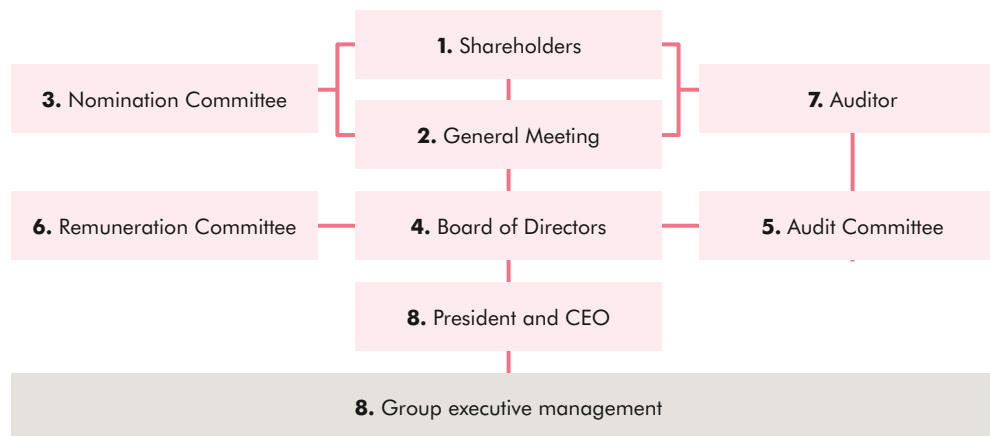 1. Shareholders
3. Nomination Committee
7. Auditor
2. General Meeting
6. Remuneration Committee
4. Board of Directors
5. Audit Committee
8. President and CEO
8. Group executive management